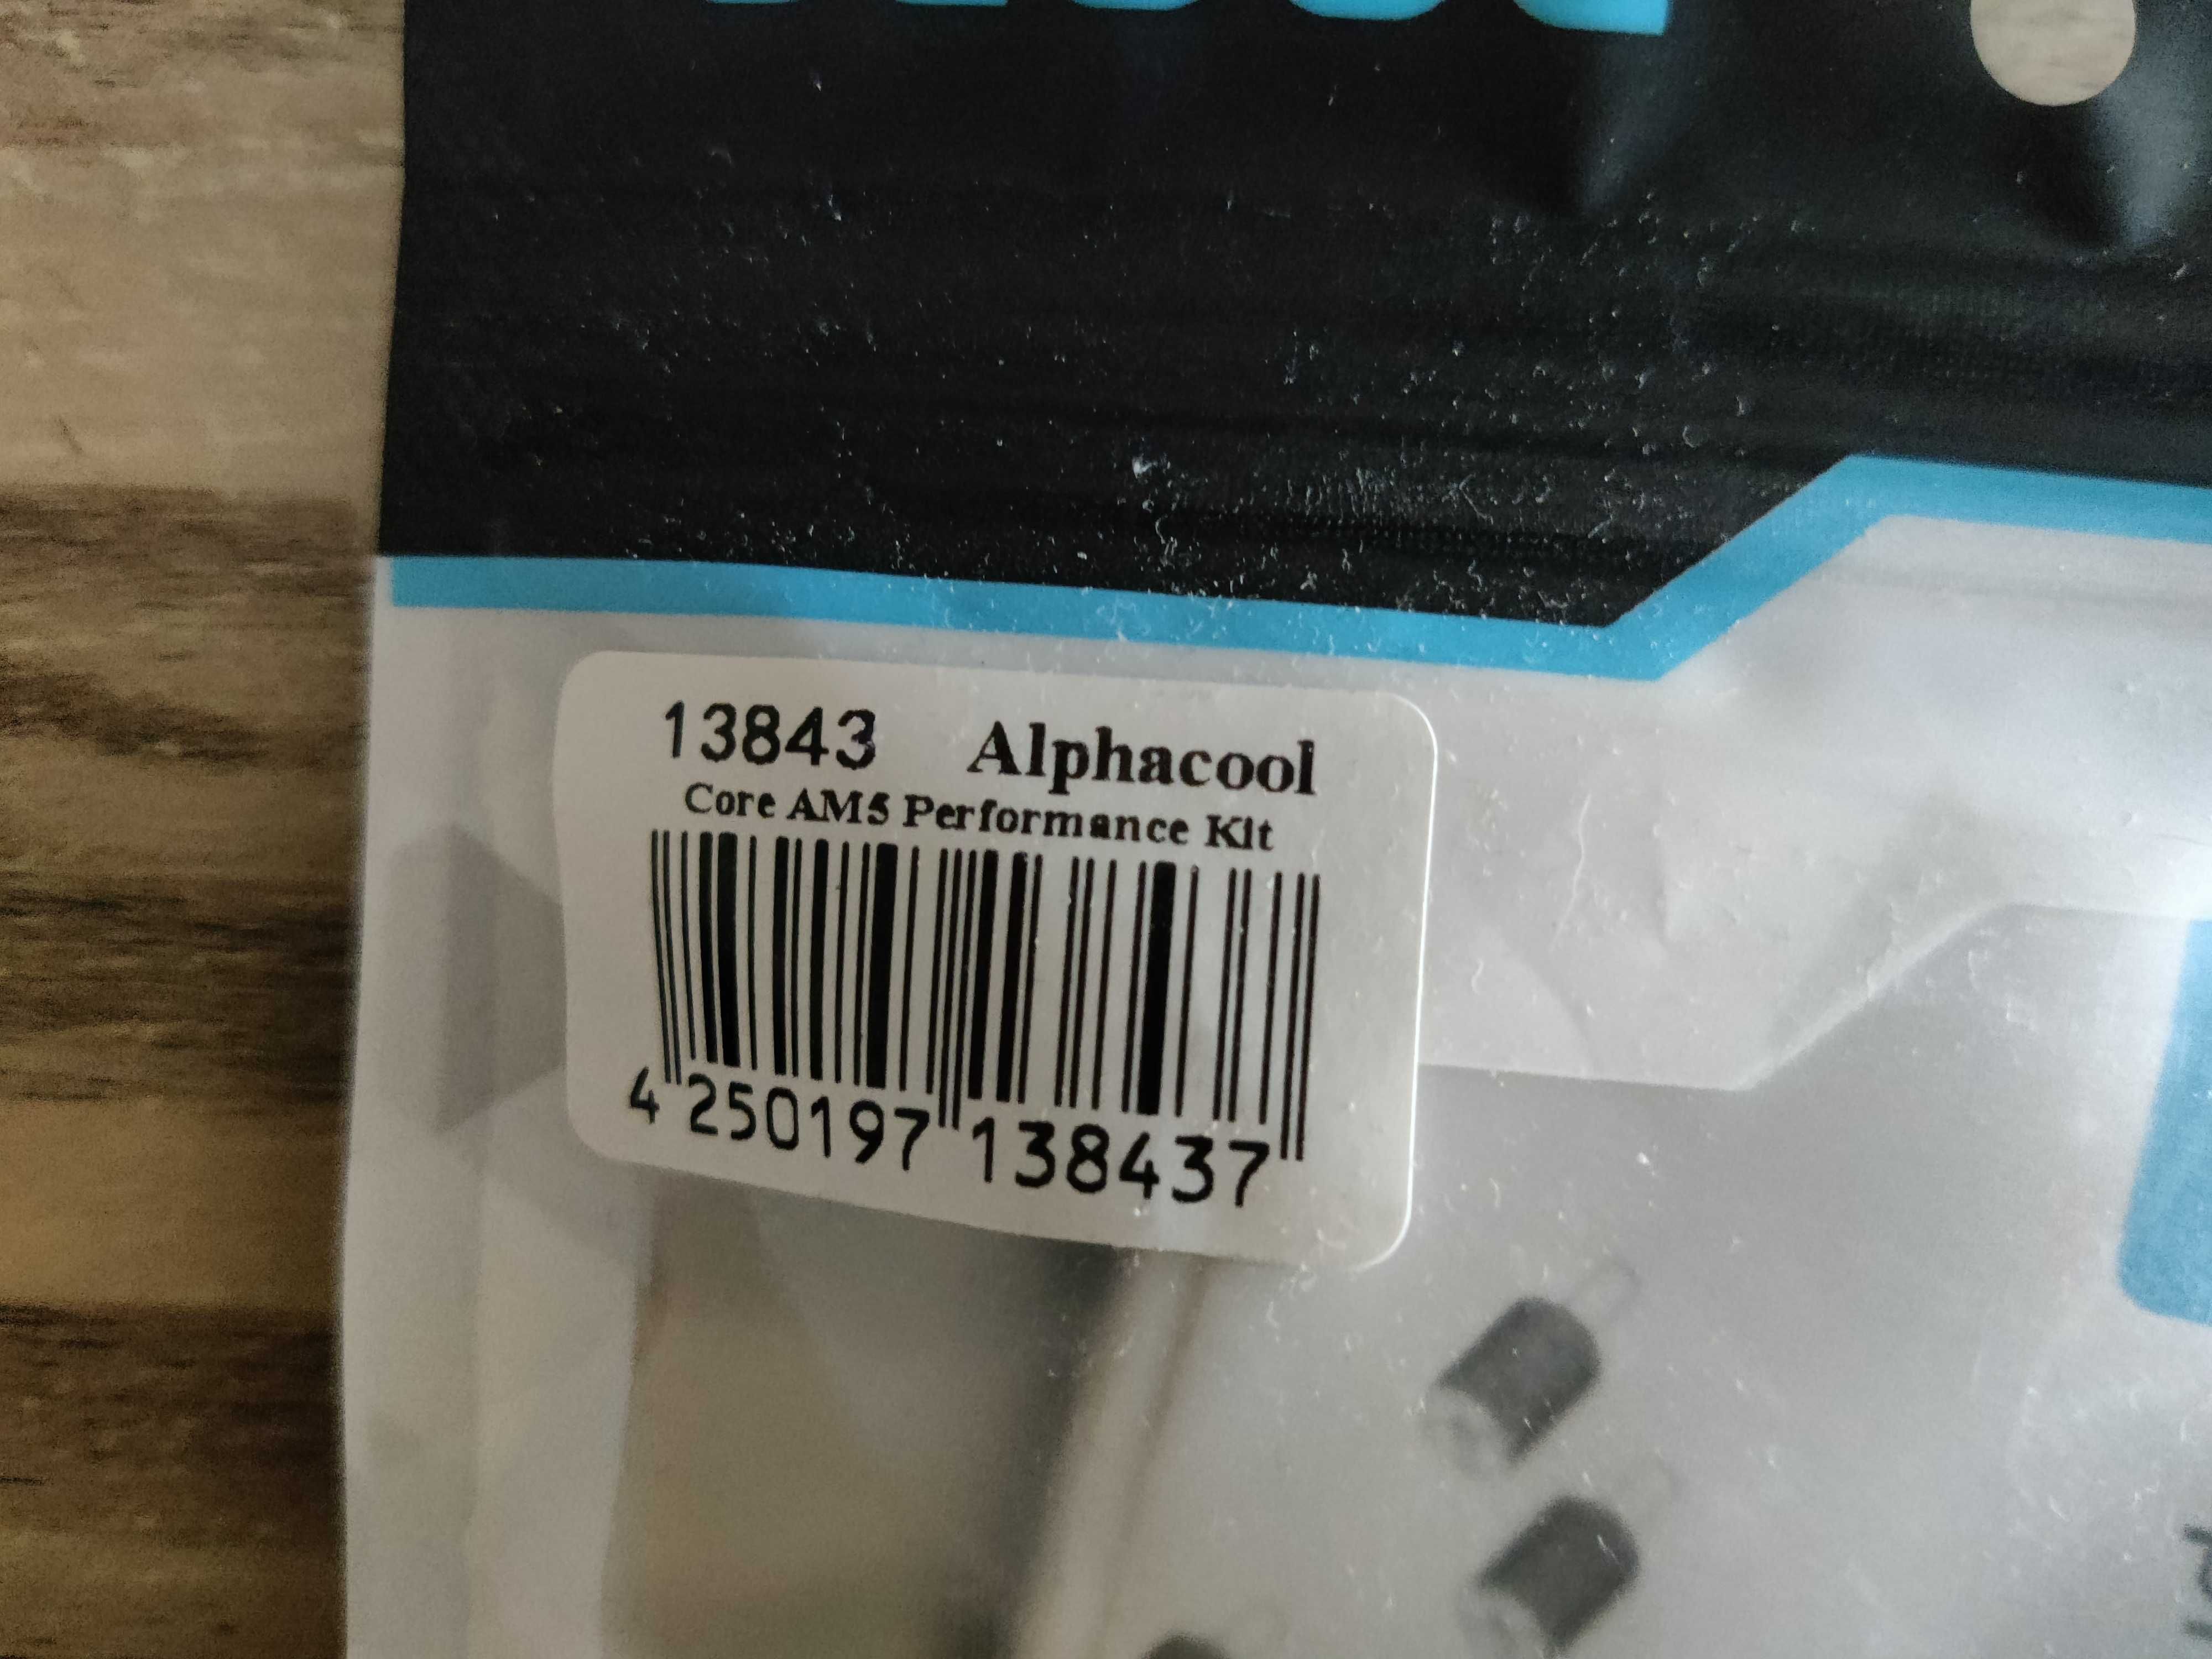 13843 Alphacool
Core AM5 Performance Kit
4 250197 138437